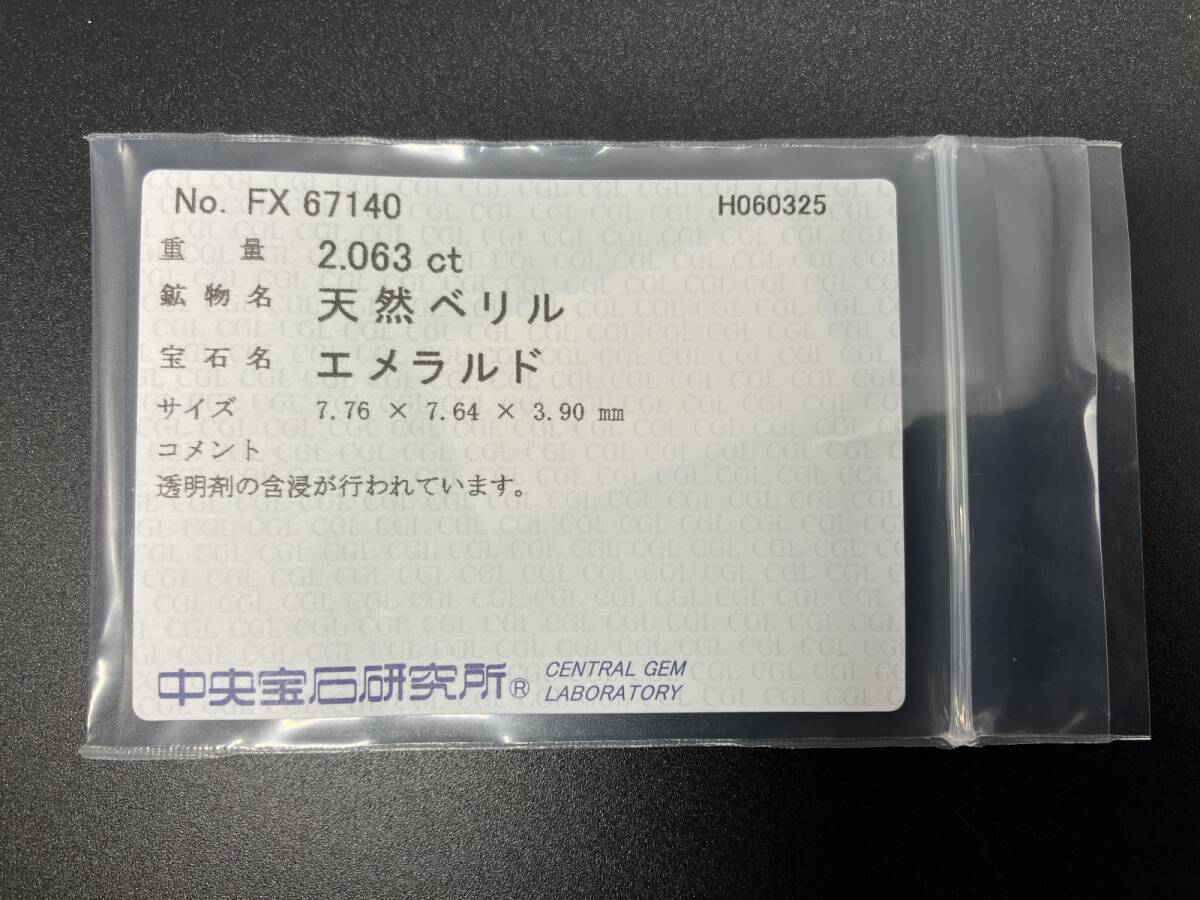 No. FX 67140 H060325
重量 2.063 ct
鉱物名 天然ベリル
宝石名 エメラルド
サイズ 7.76 × 7.64 × 3.90 mm
コメント
透明剤の含浸が行われています。
中央宝石研究所® CENTRAL GEM
LABORATORY